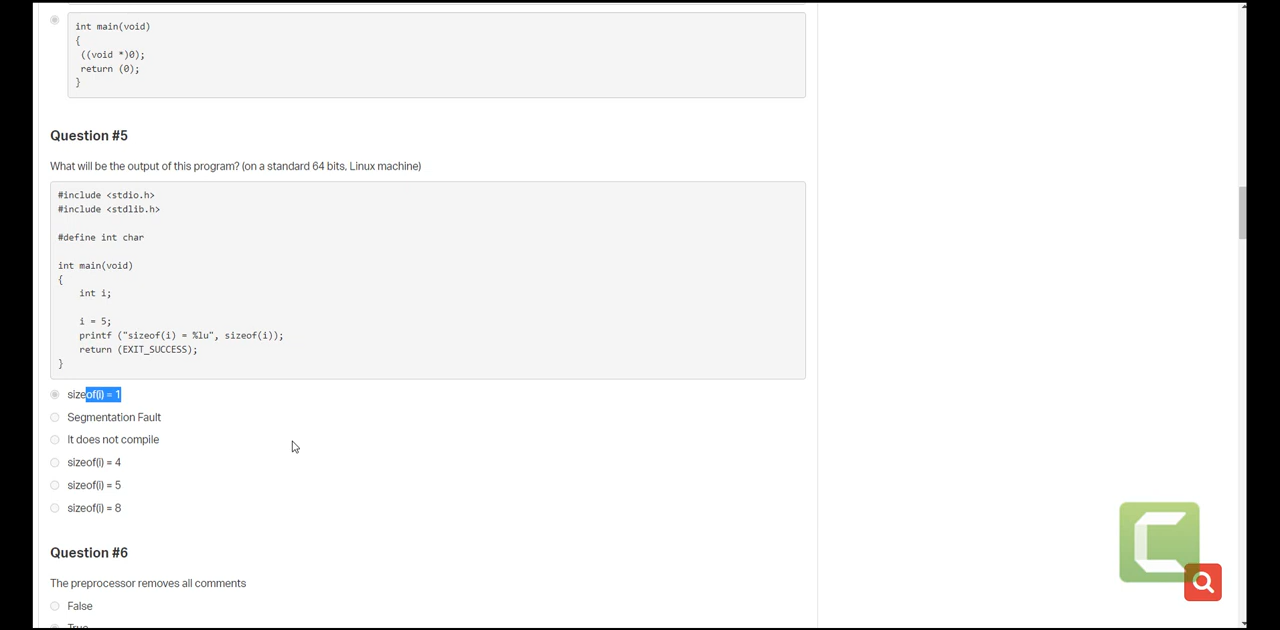 int main(void)
{
((void *)0);
return (0);
}
Question #5
What will be the output of this program? (on a standard 64 bits, Linux machine)
#include <stdio.h>
#include <stdlib.h>
#define int char
int main(void)
{
int i;
i = 5;
printf ("sizeof(i) = %lu", sizeof(i));
return (EXIT_SUCCESS);
}
sizeof(i) = 1
Segmentation Fault
It does not compile
sizeof(i) = 4
sizeof(i) = 5
sizeof(i) = 8
Question #6
The preprocessor removes all comments
False
True